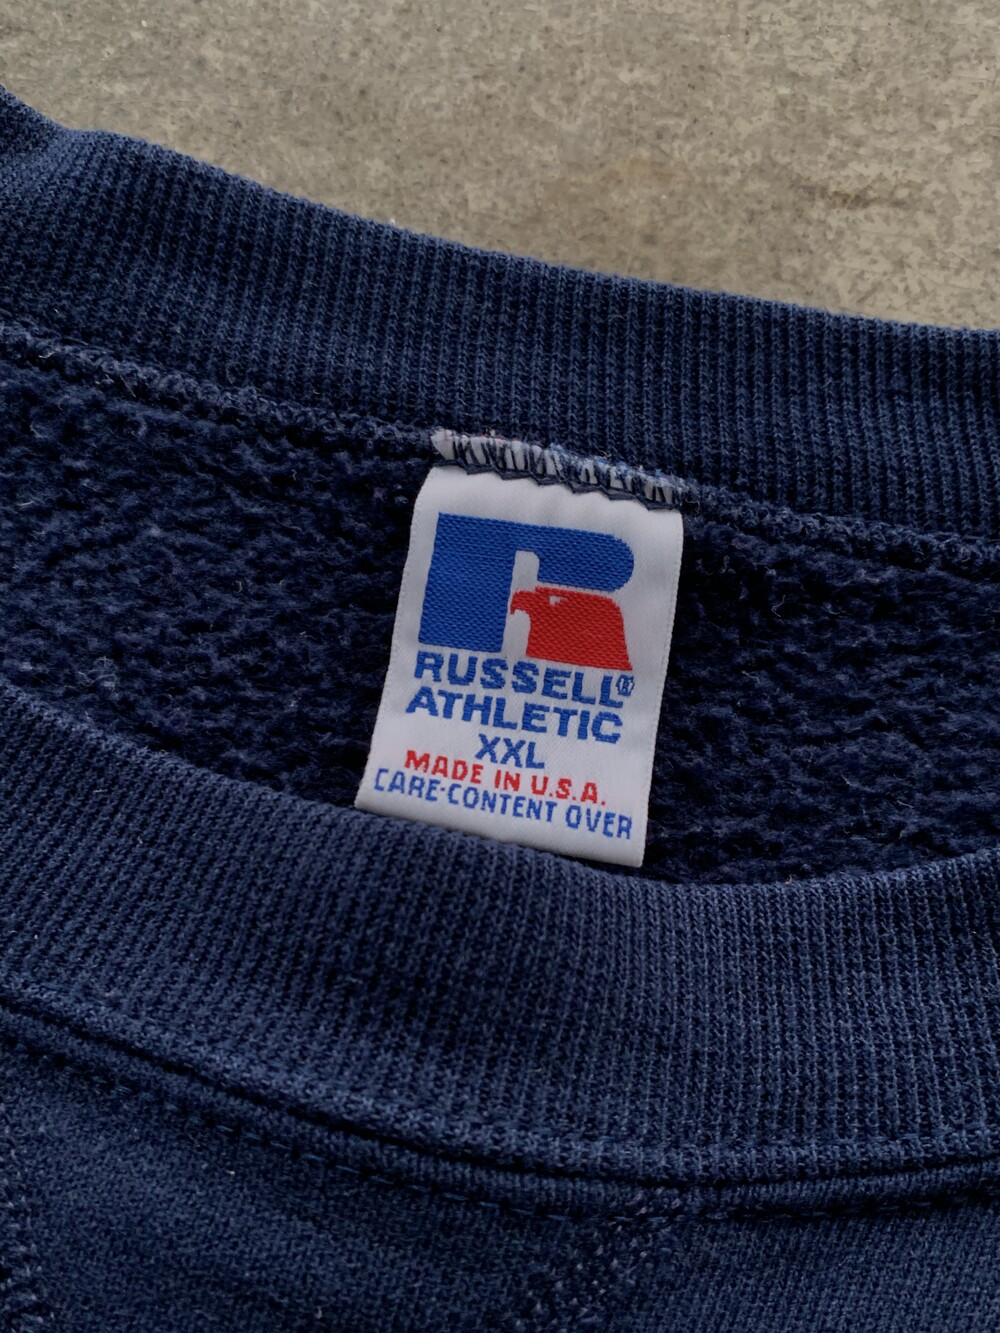 R
RUSSELL®
ATHLETIC
XXL
MADE IN U.S.A.
CARE-CONTENT OVER